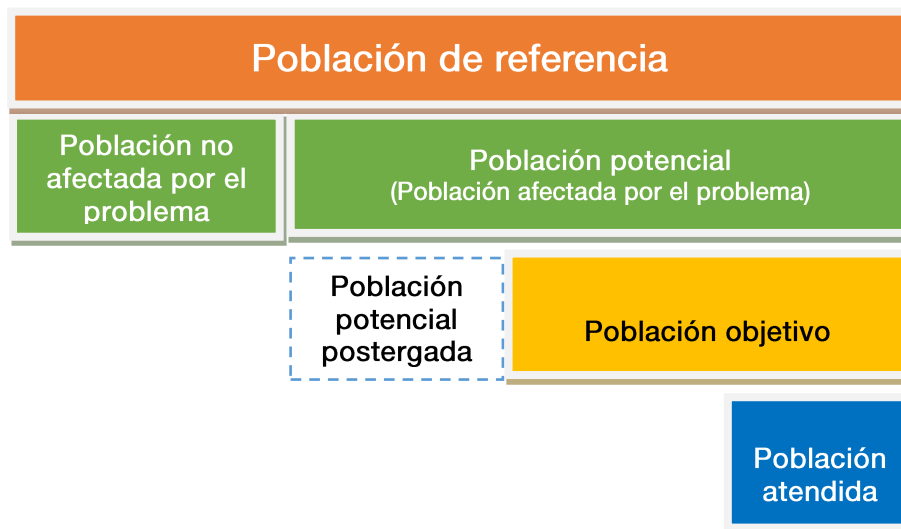 Población de referencia
Población no
afectada por el
problema
Población potencial
(Población afectada por el problema)
Población
potencial
postergada
Población objetivo
Población
atendida